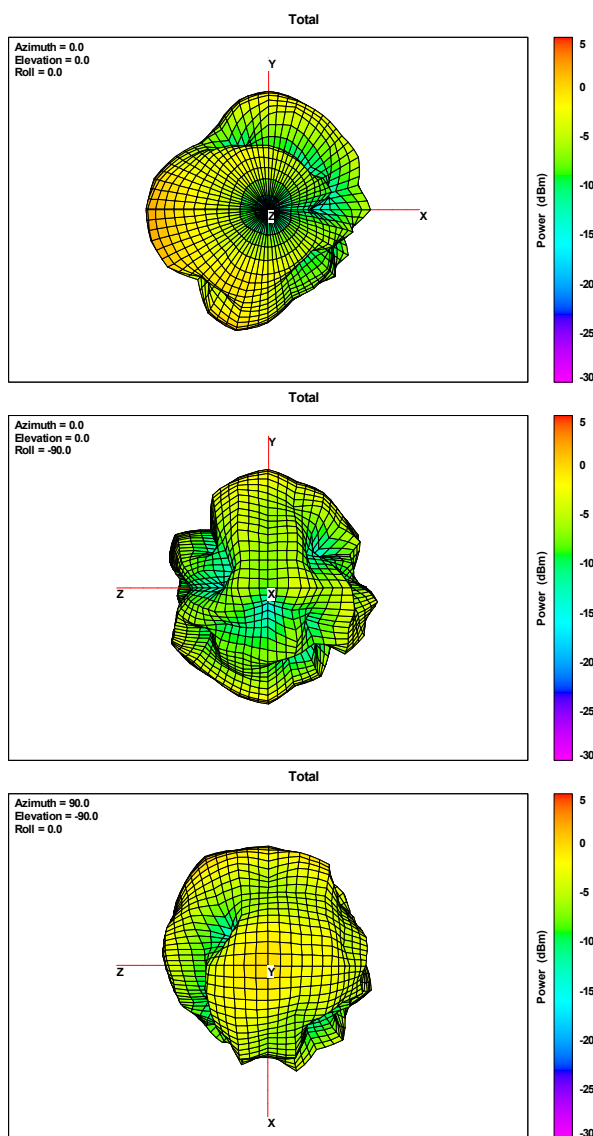 Total
Azimuth = 0.0
Elevation = 0.0
Roll = 0.0
Y
Z
X
5
0
-5
-10
-15
-20
-25
-30
Power (dBm)
Total
Azimuth = 0.0
Elevation = 0.0
Roll = -90.0
Y
Z
X
5
0
-5
-10
-15
-20
-25
-30
Power (dBm)
Total
Azimuth = 90.0
Elevation = -90.0
Roll = 0.0
Z
Y
X
5
0
-5
-10
-15
-20
-25
-30
Power (dBm)